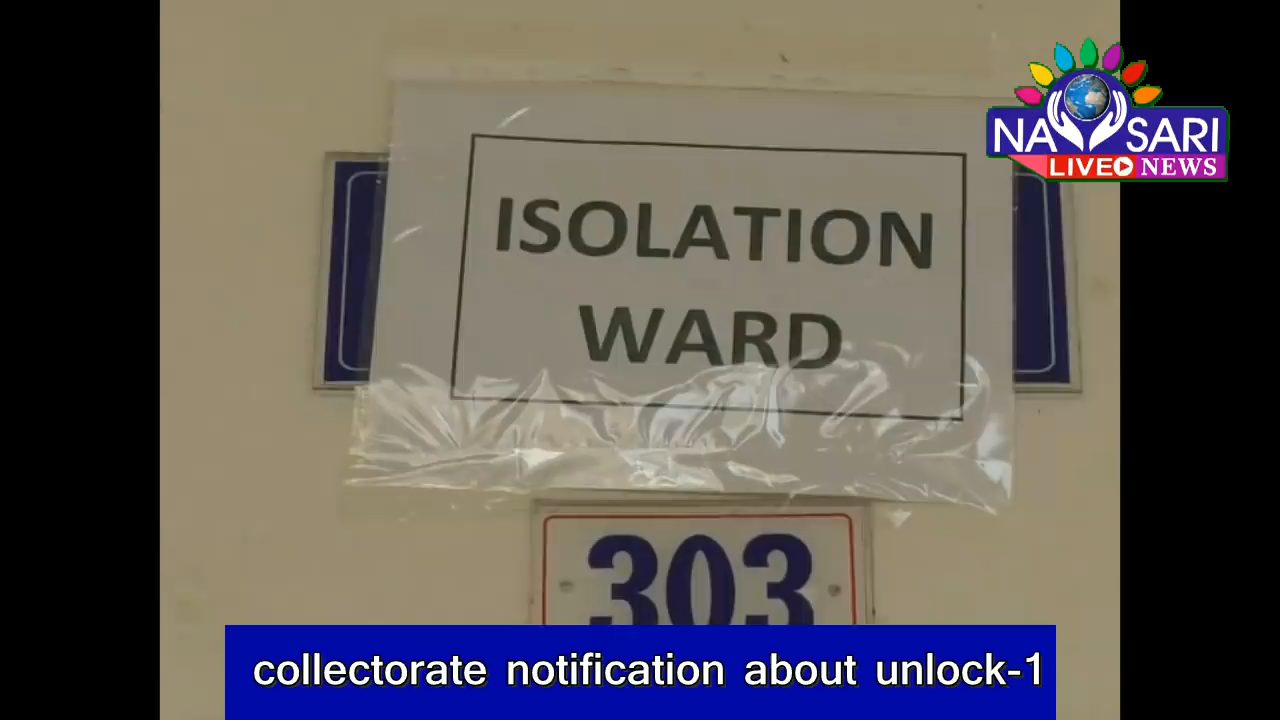 NAVSARI
LIVE NEWS
ISOLATION
WARD
303
collectorate notification about unlock-1